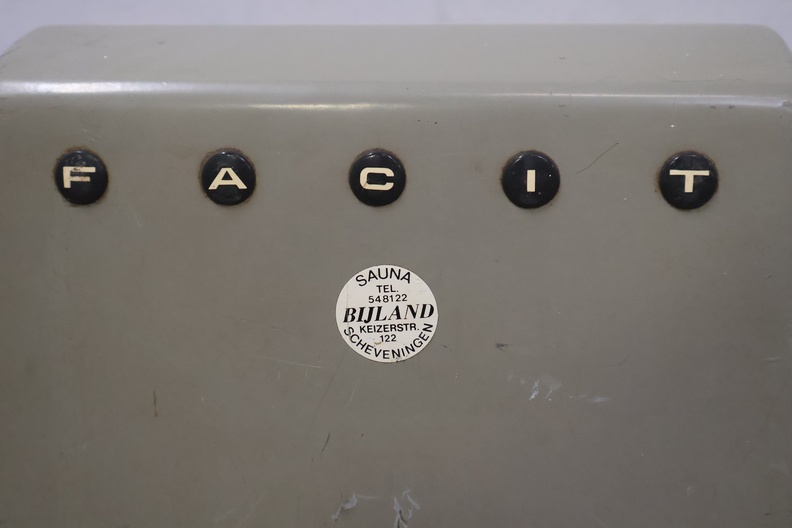 F A C I T
SAUNA
TEL.
548122
BIJLAND
KEIZERSTR.
122
SCHEVENINGEN